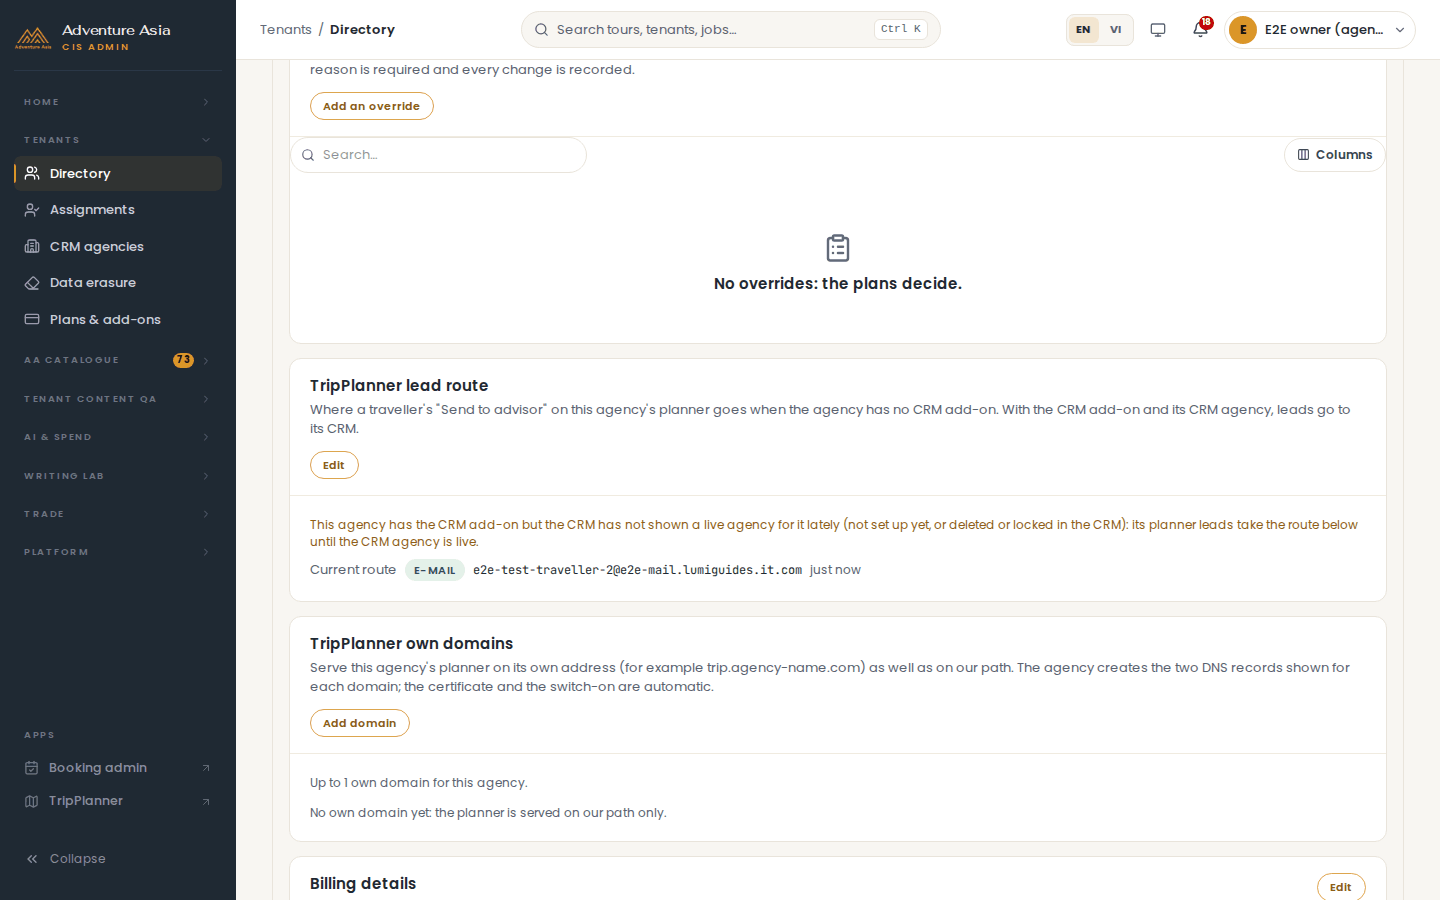 Adventure Asia
CIS ADMIN
Adventure Asia
HOME
TENANTS
Directory
Assignments
CRM agencies
Data erasure
Plans & add-ons
AA CATALOGUE 73
TENANT CONTENT QA
AI & SPEND
WRITING LAB
TRADE
PLATFORM
APPS
Booking admin
TripPlanner
Collapse
Tenants / Directory
Search tours, tenants, jobs...
Ctrl K
EN VI
18
E E2E owner (agen...
reason is required and every change is recorded.
Add an override
Search...
Columns
No overrides: the plans decide.
TripPlanner lead route
Where a traveller's "Send to advisor" on this agency's planner goes when the agency has no CRM add-on. With the CRM add-on and its CRM agency, leads go to
its CRM.
Edit
This agency has the CRM add-on but the CRM has not shown a live agency for it lately (not set up yet, or deleted or locked in the CRM): its planner leads take the route below
until the CRM agency is live.
Current route E-MAIL e2e-test-traveller-2@e2e-mail.lumiguides.it.com just now
TripPlanner own domains
Serve this agency's planner on its own address (for example trip.agency-name.com) as well as on our path. The agency creates the two DNS records shown for
each domain; the certificate and the switch-on are automatic.
Add domain
Up to 1 own domain for this agency.
No own domain yet: the planner is served on our path only.
Billing details
Edit